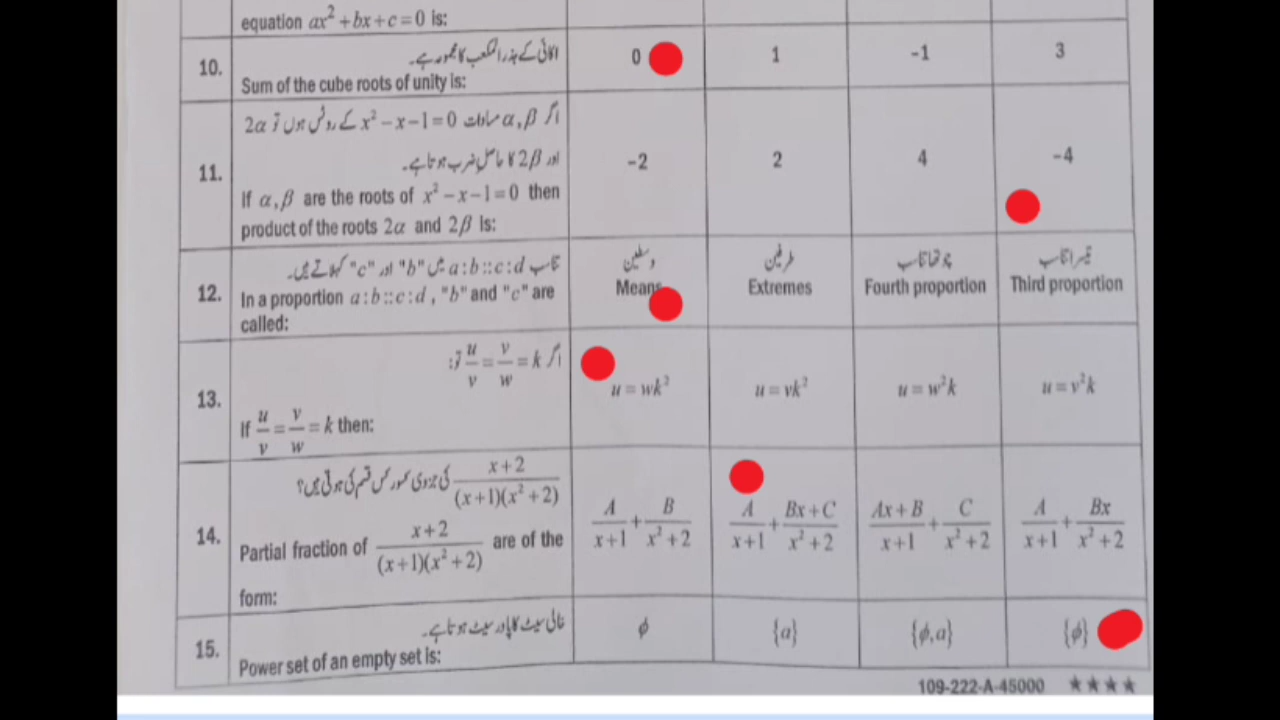 equation ax² + bx + c = 0 is:
10. اکائی کے جذرالمکعب کا مجموعہ ہے۔
Sum of the cube roots of unity is: 0 1 -1 3
اگر α, β مساوات x² − x − 1 = 0 کے روٹس ہوں تو 2α
اور 2β کا حاصل ضرب ہوتا ہے۔
11. -2 2 4 -4
If α, β are the roots of x² − x − 1 = 0 then
product of the roots 2α and 2β is:
تناسب a : b :: c : d میں "b" اور "c" کہلاتے ہیں۔
وسطین طرفین چوتھا تناسب تیسرا تناسب
12. In a proportion a : b :: c : d , "b" and "c" are
called: Means Extremes Fourth proportion Third proportion
اگر u/v = v/w = k تو:
13. u = wk² u = vk² u = w²k u = v²k
If u/v = v/w = k then:
x+2/(x+1)(x²+2) کی جزوی کسور کس قسم کی ہوتی ہیں؟
14. A/x+1 + B/x²+2 A/x+1 + Bx+C/x²+2 Ax+B/x+1 + C/x²+2 A/x+1 + Bx/x²+2
Partial fraction of x+2/(x+1)(x²+2) are of the
form:
خالی سیٹ کا پاور سیٹ ہوتا ہے۔
15. ϕ {a} {ϕ,a} {ϕ}
Power set of an empty set is:
109-222-A-45000 ★★★★